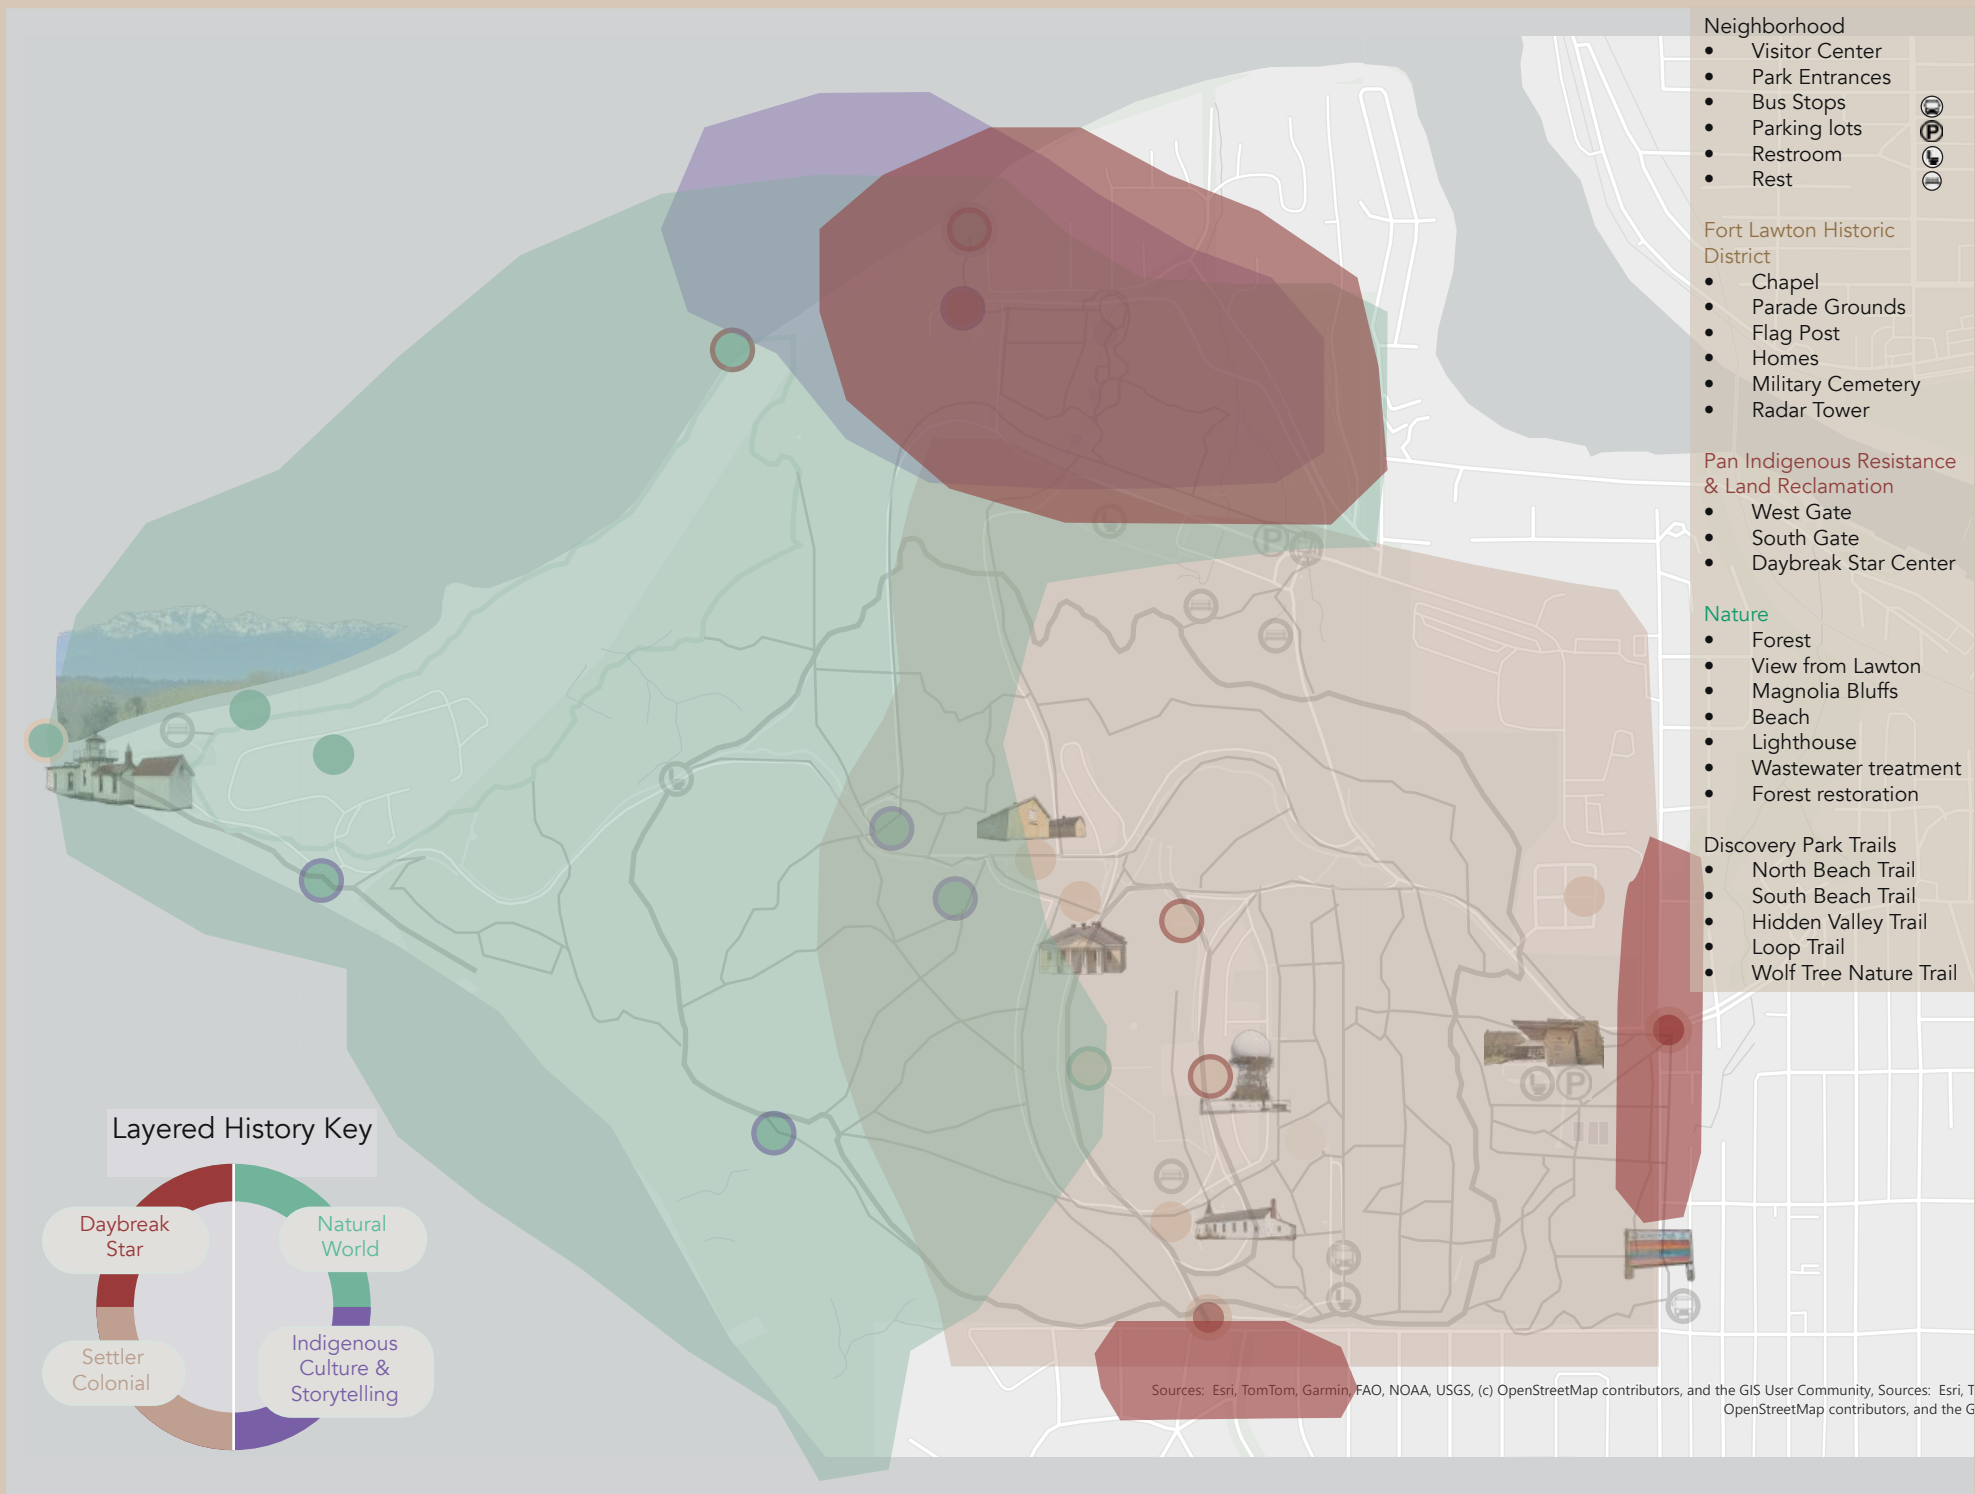 Neighborhood
• Visitor Center
• Park Entrances
• Bus Stops
• Parking lots
P
• Restroom
• Rest
Fort Lawton Historic
District
• Chapel
• Parade Grounds
• Flag Post
• Homes
• Military Cemetery
• Radar Tower
Pan Indigenous Resistance
& Land Reclamation
• West Gate
• South Gate
• Daybreak Star Center
Nature
• Forest
• View from Lawton
• Magnolia Bluffs
• Beach
• Lighthouse
• Wastewater treatment
• Forest restoration
Discovery Park Trails
• North Beach Trail
• South Beach Trail
• Hidden Valley Trail
• Loop Trail
• Wolf Tree Nature Trail
P
P
Layered History Key
Daybreak
Star
Natural
World
Settler
Colonial
Indigenous
Culture &
Storytelling
Sources: Esri, TomTom, Garmin, FAO, NOAA, USGS, (c) OpenStreetMap contributors, and the GIS User Community, Sources: Esri, T
OpenStreetMap contributors, and the G